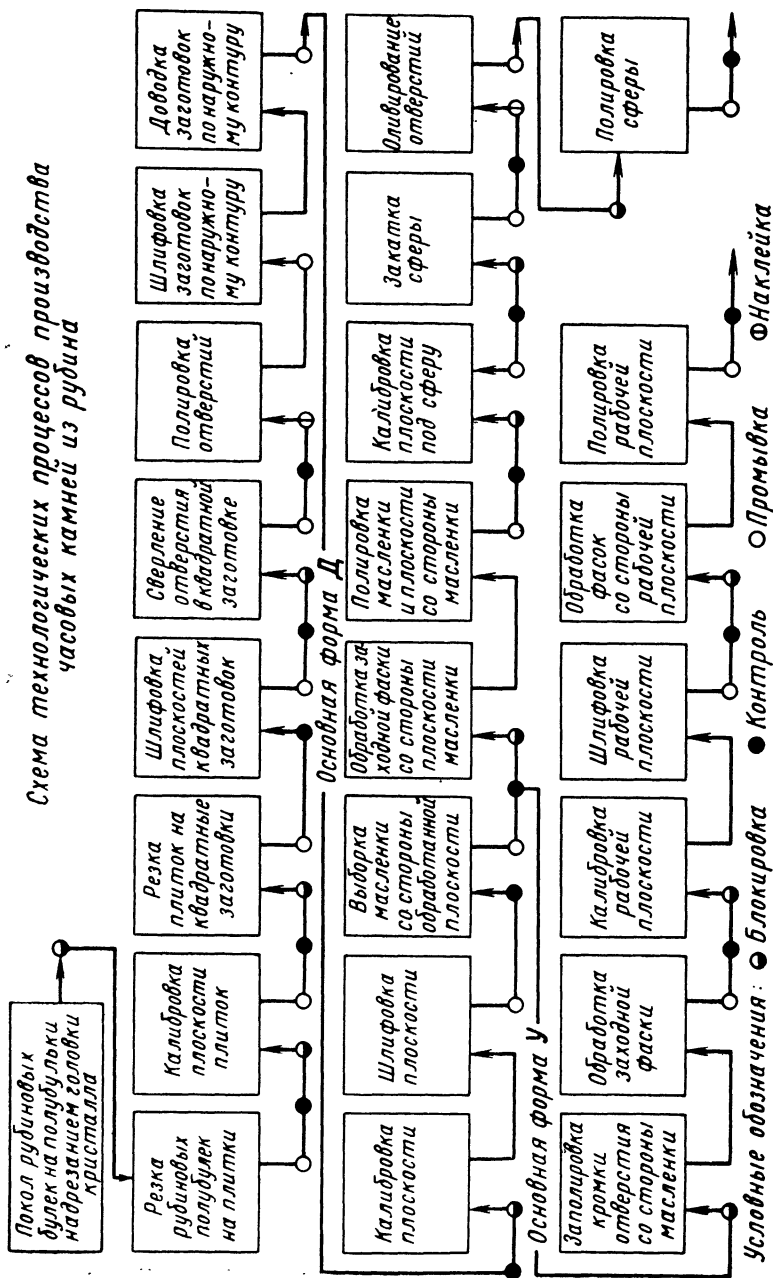 Схема технологических процессов производства
часовых камней из рубина
Покол рубиновых
булек на полубульки
надрезанием головки
кристалла
Резка
рубиновых
полубулек
на плитки
Калибровка
плоскости
плиток
Резка
плиток на
квадратные
заготовки
Шлифовка
плоскостей
квадратных
заготовок
Сверление
отверстия
в квадратной
заготовке
Полировка
отверстий
Шлифовка
заготовок
по наружно-
му контуру
Доводка
заготовок
по наружно-
му контуру
Основная форма Д
Калибровка
плоскости
Шлифовка
плоскости
Выборка
масленки
со стороны
обработанной
плоскости
Обработка за-
ходной фаски
со стороны
плоскости
масленки
Полировка
масленки
и плоскости
со стороны
масленки
Калибровка
плоскости
под сферу
Закатка
сферы
Оливирование
отверстий
Полировка
сферы
Основная форма У
Заполировка
кромки
отверстия
со стороны
масленки
Обработка
заходной
фаски
Калибровка
рабочей
плоскости
Шлифовка
рабочей
плоскости
Обработка
фасок
со стороны
рабочей
плоскости
Полировка
рабочей
плоскости
Условные обозначения: Блокировка Контроль Промывка Наклейка